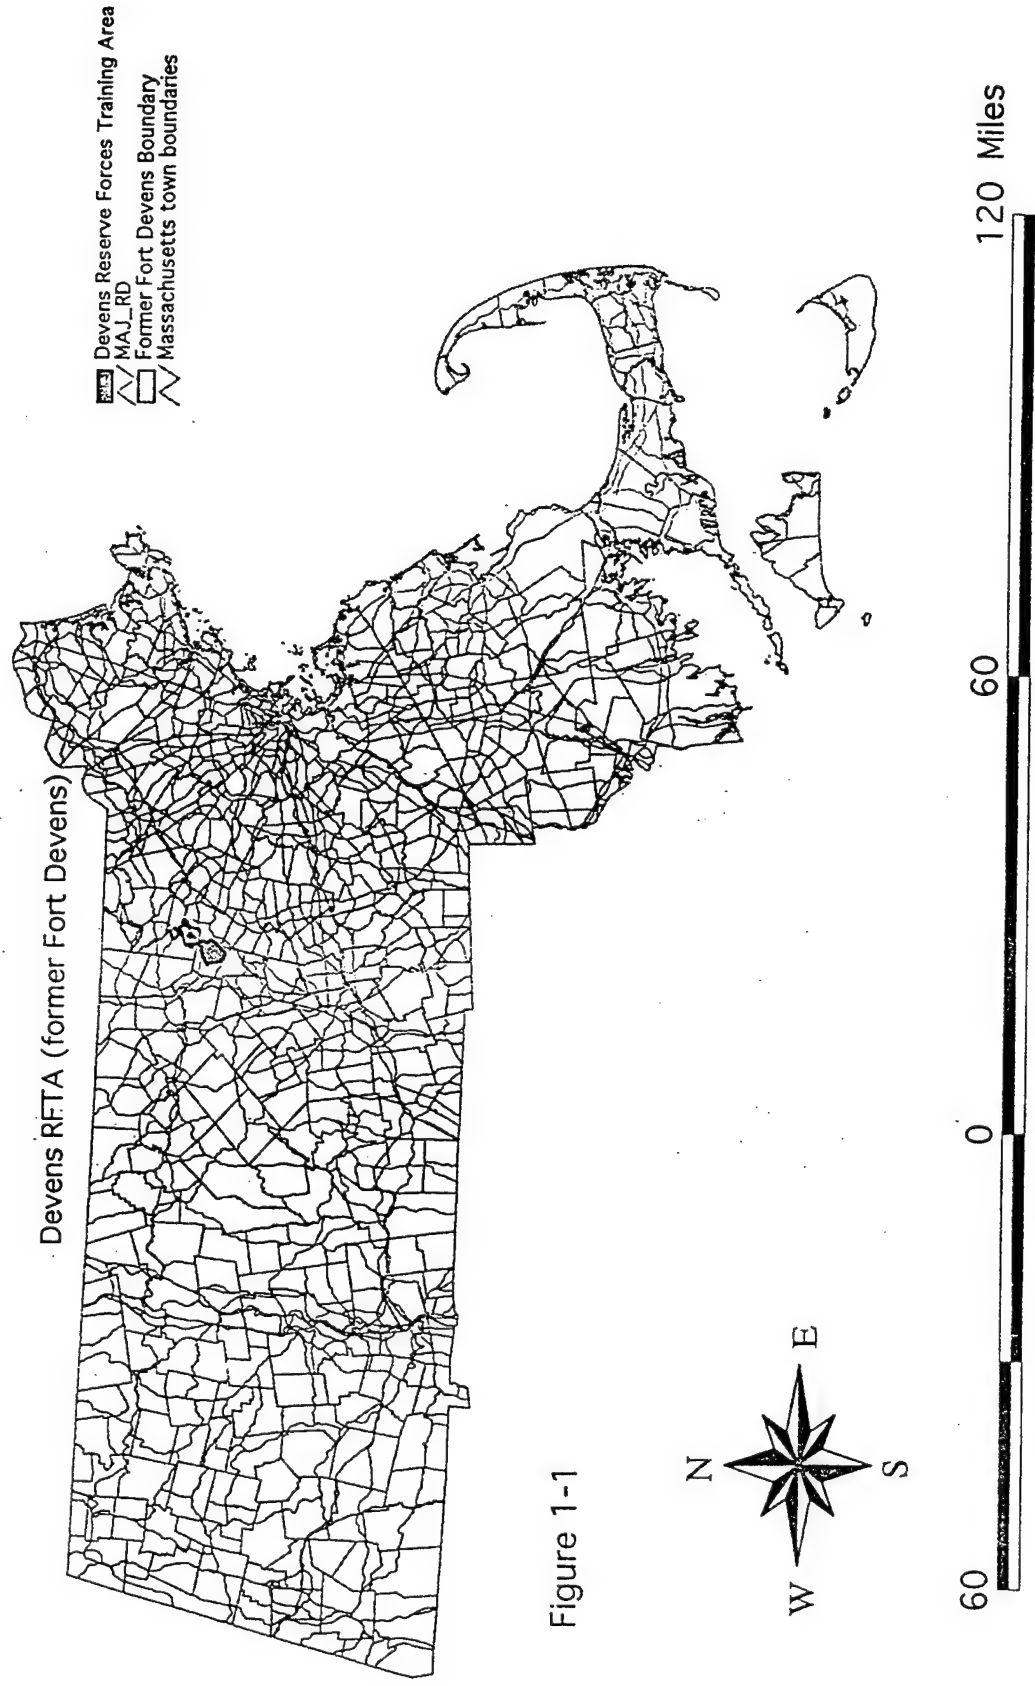 Devens RFTA (former Fort Devens)
Devens Reserve Forces Training Area
MAJ_RD
Former Fort Devens Boundary
Massachusetts town boundaries
Figure 1-1
N
W
E
S
60
0
60
120 Miles